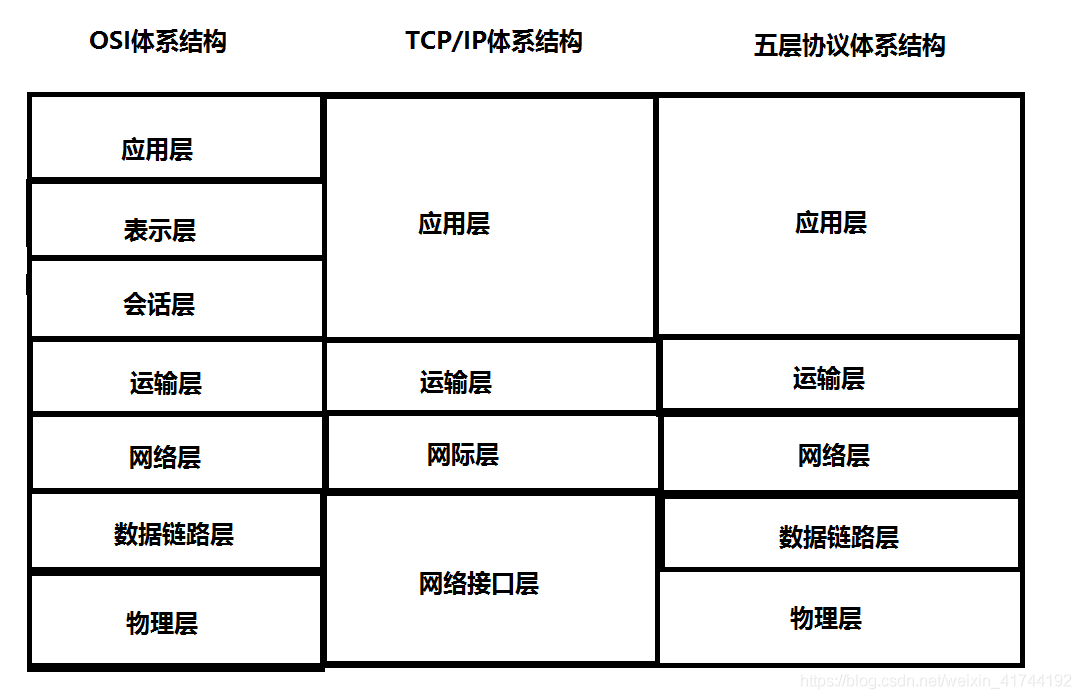 OSI体系结构
TCP/IP体系结构
五层协议体系结构
应用层
表示层
会话层
运输层
网络层
数据链路层
物理层
应用层
运输层
网际层
网络接口层
应用层
运输层
网络层
数据链路层
物理层
https://blog.csdn.net/weixin_41744192